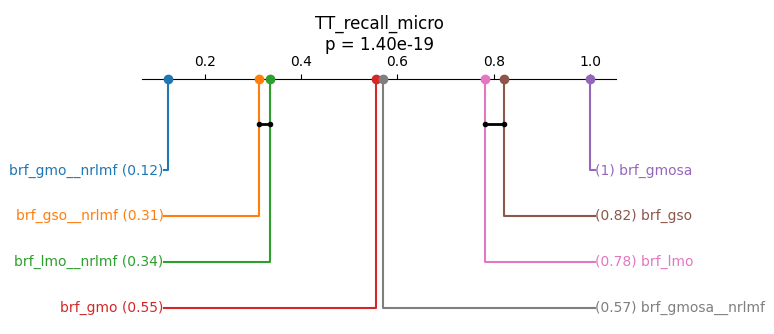 TT_recall_micro
p = 1.40e-19
0.2 0.4 0.6 0.8 1.0
brf_gmo__nrlmf (0.12) (1) brf_gmosa
brf_gso__nrlmf (0.31) (0.82) brf_gso
brf_lmo__nrlmf (0.34) (0.78) brf_lmo
brf_gmo (0.55) (0.57) brf_gmosa__nrlmf